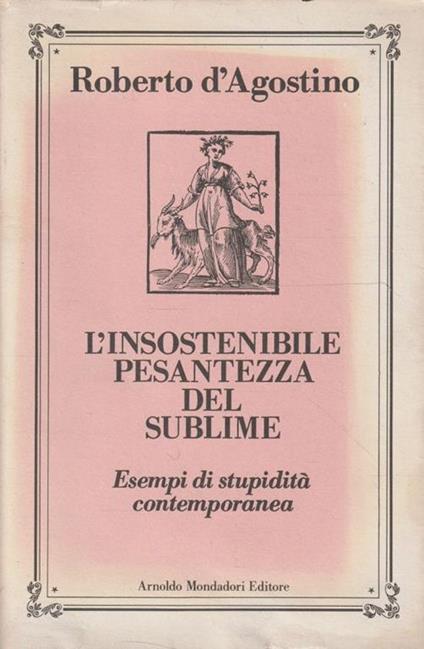 Roberto d'Agostino
L'INSOSTENIBILE
PESANTEZZA
DEL
SUBLIME
Esempi di stupidità
contemporanea
Arnoldo Mondadori Editore